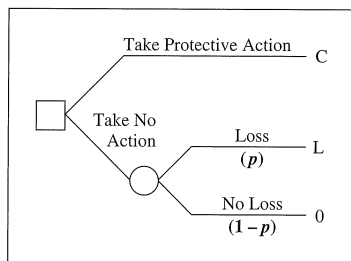 Take Protective Action
C
Take No
Action
Loss
(p)
L
No Loss
(1 – p)
0